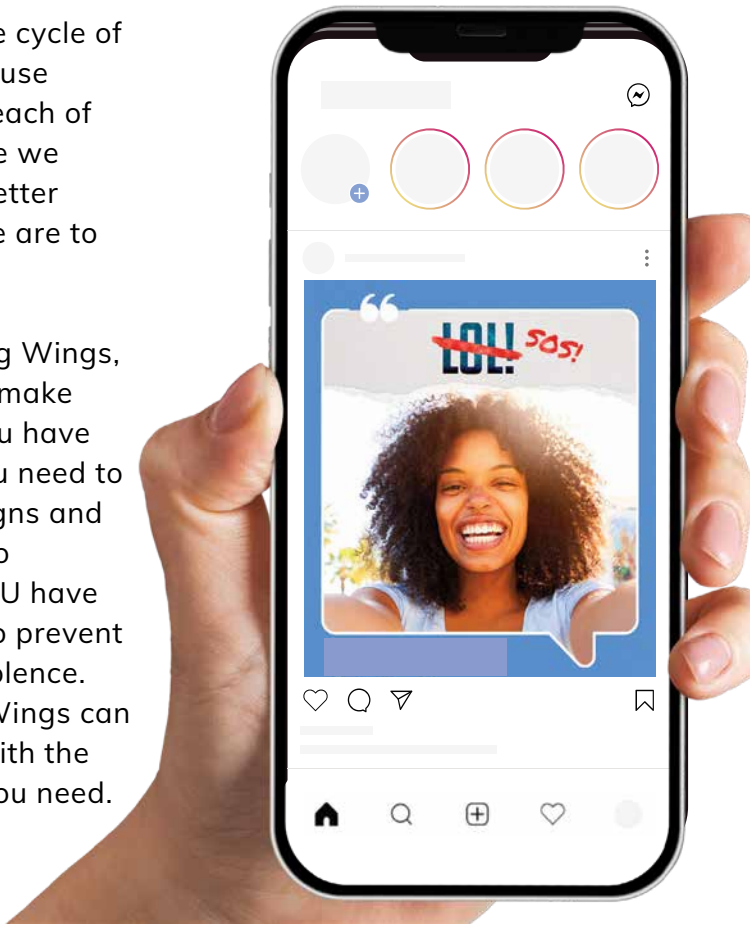 e cycle of
use
each of
e we
etter
e are to
g Wings,
make
u have
u need to
gns and
o
U have
o prevent
olence.
Wings can
ith the
ou need.
“
LOL! SOS!